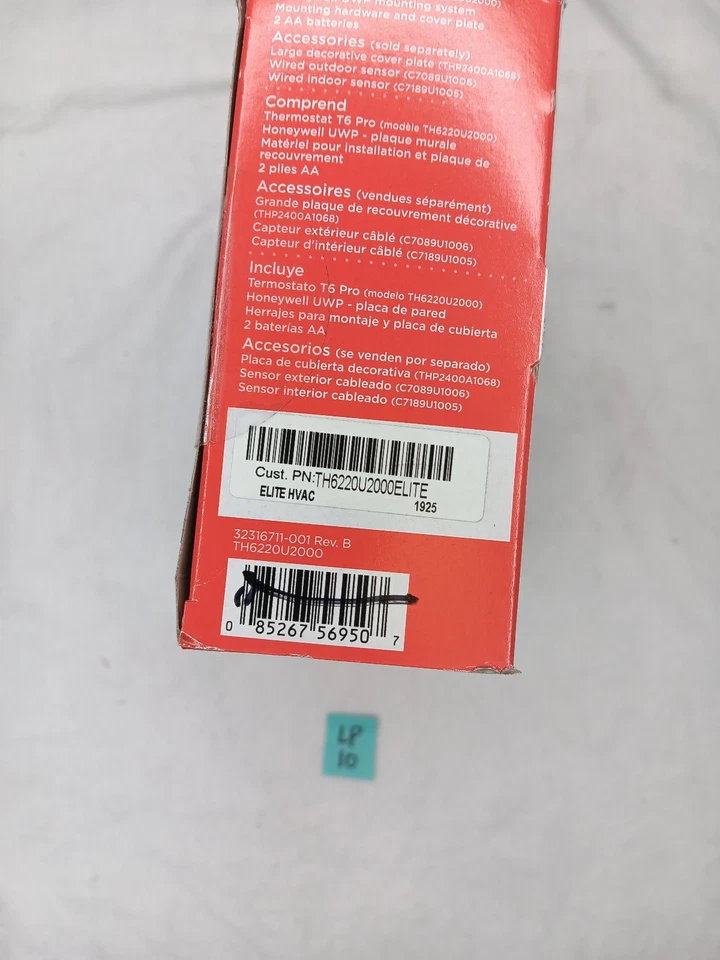 UWP mounting system
Mounting hardware and cover plate
2 AA batteries
Accessories (sold separately)
Large decorative cover plate (THP2400A1068)
Wired outdoor sensor (C7089U1006)
Wired indoor sensor (C7189U1005)
Comprend
Thermostat T6 Pro (modèle TH6220U2000)
Honeywell UWP - plaque murale
Matériel pour installation et plaque de
recouvrement
2 piles AA
Accessoires (vendues séparément)
Grande plaque de recouvrement décorative
(THP2400A1068)
Capteur extérieur câblé (C7089U1006)
Capteur d'intérieur câblé (C7189U1005)
Incluye
Termostato T6 Pro (modelo TH6220U2000)
Honeywell UWP - placa de pared
Herrajes para montaje y placa de cubierta
2 baterías AA
Accesorios (se venden por separado)
Placa de cubierta decorativa (THP2400A1068)
Sensor exterior cableado (C7089U1006)
Sensor interior cableado (C7189U1005)
Cust. PN:TH6220U2000ELITE
ELITE HVAC 1925
32316711-001 Rev. B
TH6220U2000
0 85267 56950 7
LP
10